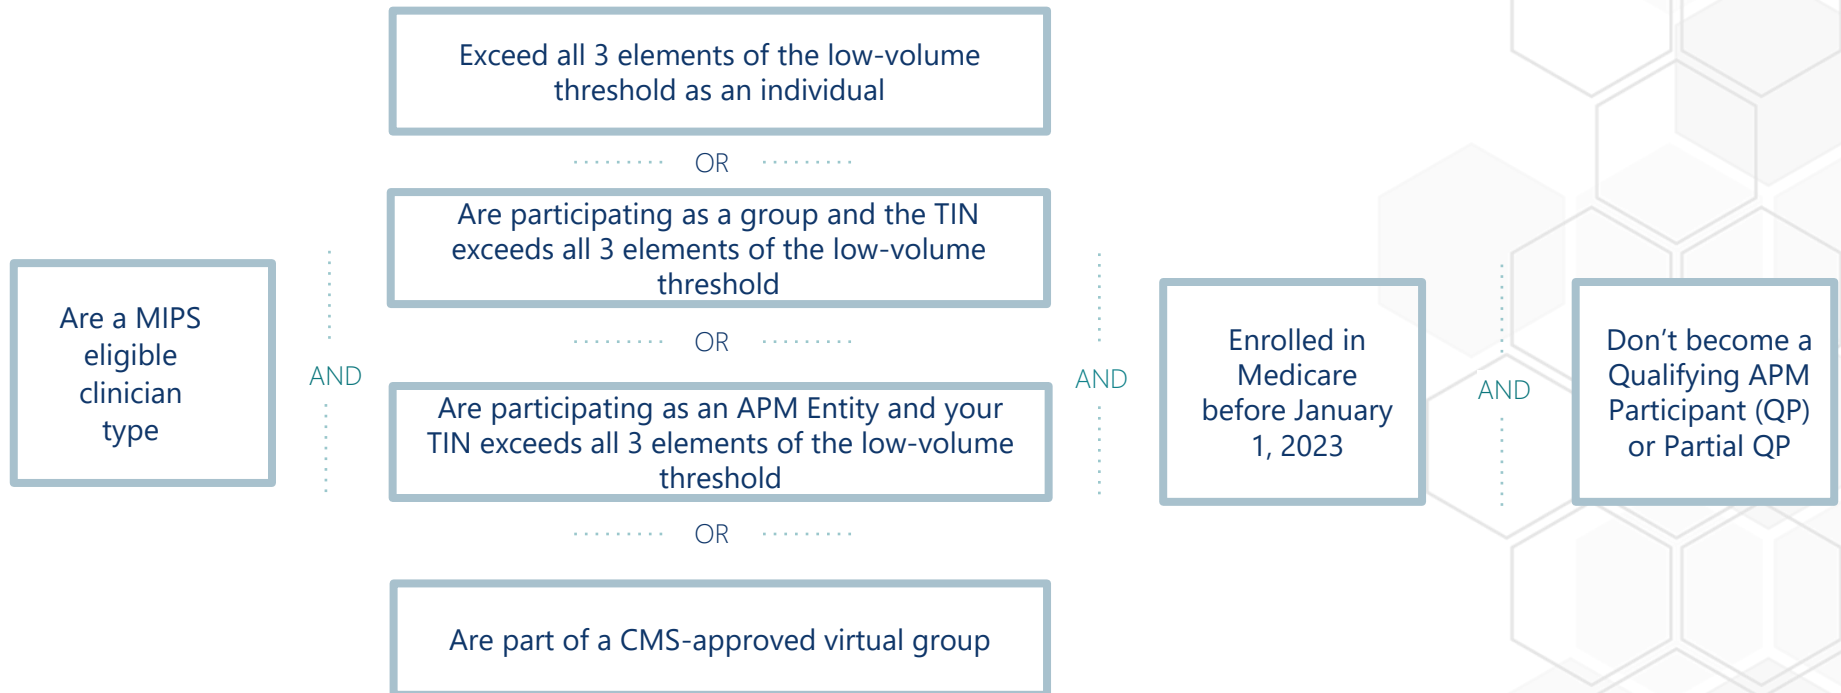 Are a MIPS
eligible
clinician
type
AND
Exceed all 3 elements of the low-volume
threshold as an individual
OR
Are participating as a group and the TIN
exceeds all 3 elements of the low-volume
threshold
OR
Are participating as an APM Entity and your
TIN exceeds all 3 elements of the low-volume
threshold
OR
Are part of a CMS-approved virtual group
AND
Enrolled in
Medicare
before January
1, 2023
AND
Don’t become a
Qualifying APM
Participant (QP)
or Partial QP